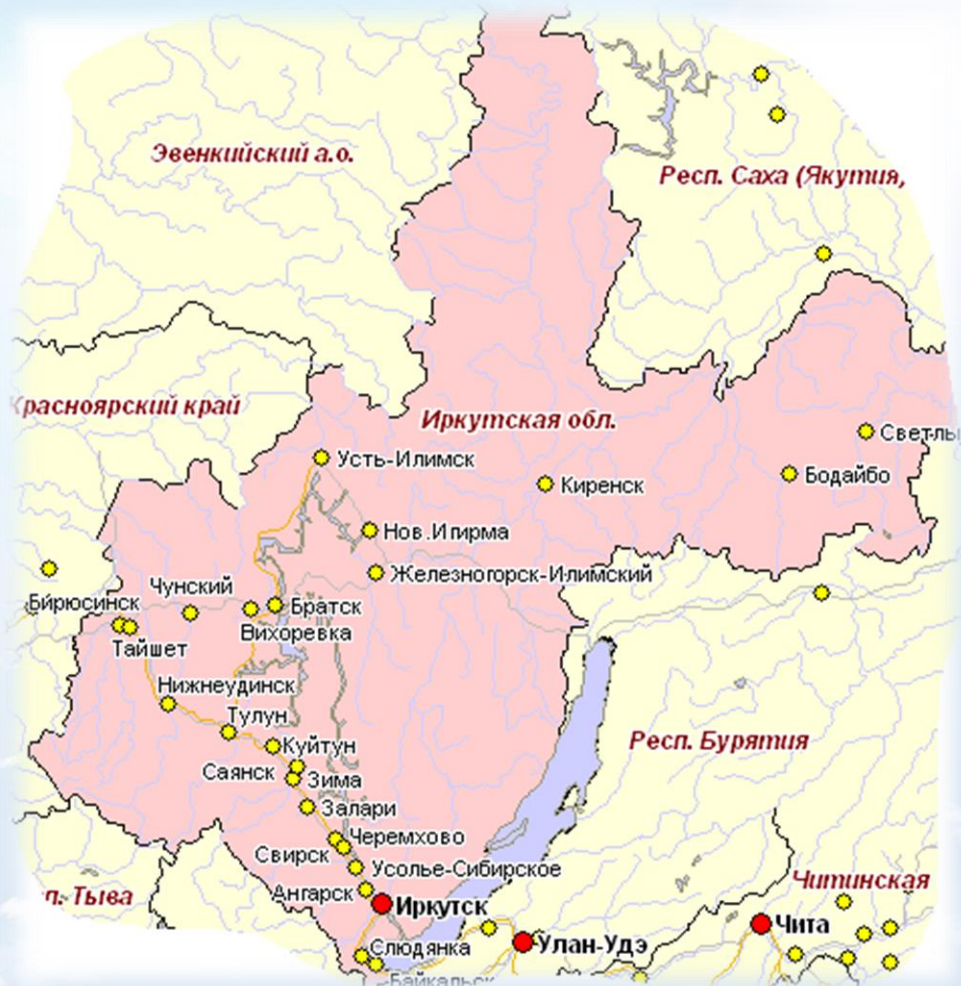 Эвенкийский а.о.
Респ. Саха (Якутия,
Красноярский край
Иркутская обл.
Светлы
Усть-Илимск
Киренск
Бодайбо
Нов.Игирма
Железногорск-Илимский
Чунский
Бирюсинск
Братск
Вихоревка
Тайшет
Нижнеудинск
Тулун
Респ. Бурятия
Куйтун
Саянск
Зима
Залари
Черемхово
Свирск
Усолье-Сибирское
Читинская
п. Тыва
Ангарск
Иркутск
Чита
Улан-Удэ
Слюдянка
Байкальск